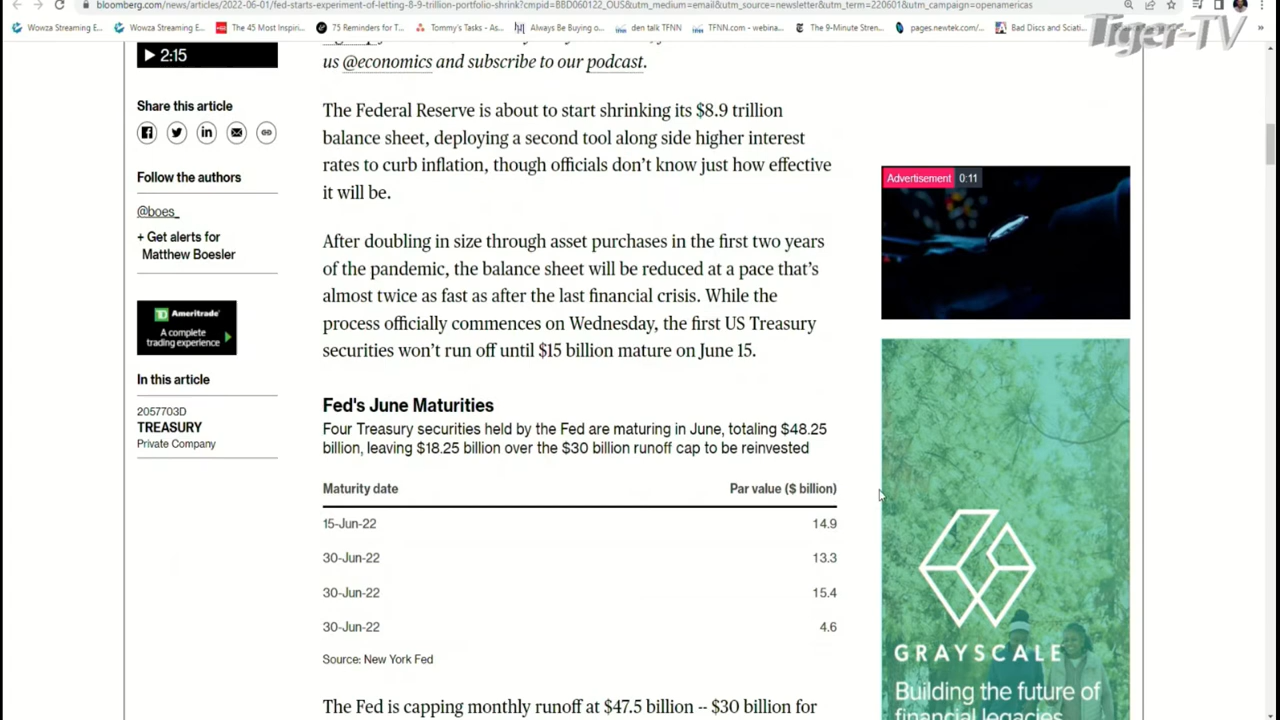 bloomberg.com/news/articles/2022-06-01/fed-starts-experiment-of-letting-8-9-trillion-portfolio-shrink?cmpid=BBD060122_OUS&utm_medium=email&utm_source=newsletter&utm_term=220601&utm_campaign=openamericas
Wowza Streaming E... Wowza Streaming E... The 45 Most Inspiri... 75 Reminders for T... Tommy's Tasks - As... Always Be Buying o... den talk TFNN TFNN.com - webina... The 9-Minute Stren... pages.newtek.com/... Bad Discs and Sciati...
Tiger-TV
2:15
us @economics and subscribe to our podcast.
Share this article
Follow the authors
@boes_
+ Get alerts for
Matthew Boesler
TD Ameritrade
A complete
trading experience
In this article
2057703D
TREASURY
Private Company
The Federal Reserve is about to start shrinking its $8.9 trillion
balance sheet, deploying a second tool along side higher interest
rates to curb inflation, though officials don't know just how effective
it will be.
After doubling in size through asset purchases in the first two years
of the pandemic, the balance sheet will be reduced at a pace that's
almost twice as fast as after the last financial crisis. While the
process officially commences on Wednesday, the first US Treasury
securities won't run off until $15 billion mature on June 15.
Fed's June Maturities
Four Treasury securities held by the Fed are maturing in June, totaling $48.25
billion, leaving $18.25 billion over the $30 billion runoff cap to be reinvested
Maturity date Par value ($ billion)
15-Jun-22 14.9
30-Jun-22 13.3
30-Jun-22 15.4
30-Jun-22 4.6
Source: New York Fed
The Fed is capping monthly runoff at $47.5 billion -- $30 billion for
Advertisement 0:11
GRAYSCALE
Building the future of
financial legacies